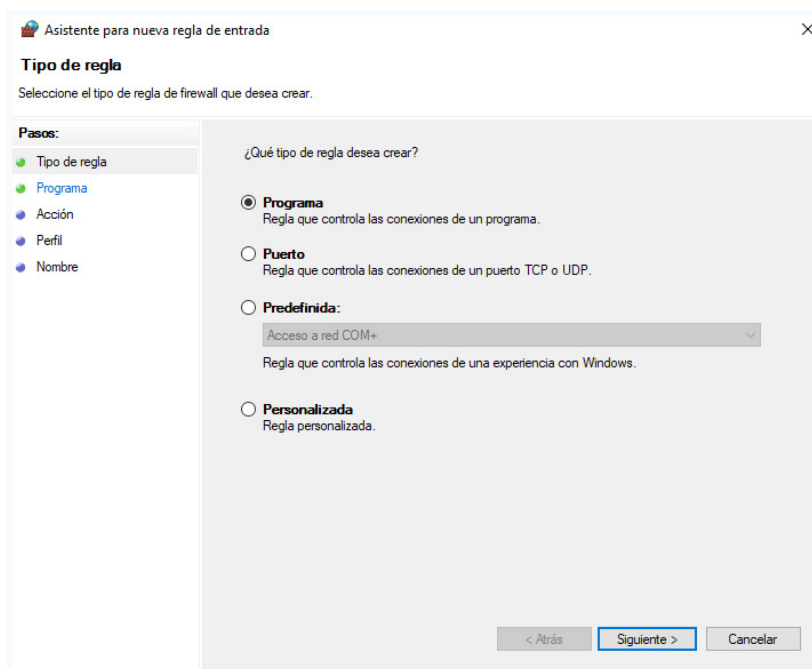 Asistente para nueva regla de entrada
Tipo de regla
Seleccione el tipo de regla de firewall que desea crear.
Pasos:
Tipo de regla
Programa
Acción
Perfil
Nombre
¿Qué tipo de regla desea crear?
Programa
Regla que controla las conexiones de un programa.
Puerto
Regla que controla las conexiones de un puerto TCP o UDP.
Predefinida:
Acceso a red COM+
Regla que controla las conexiones de una experiencia con Windows.
Personalizada
Regla personalizada.
< Atrás
Siguiente >
Cancelar